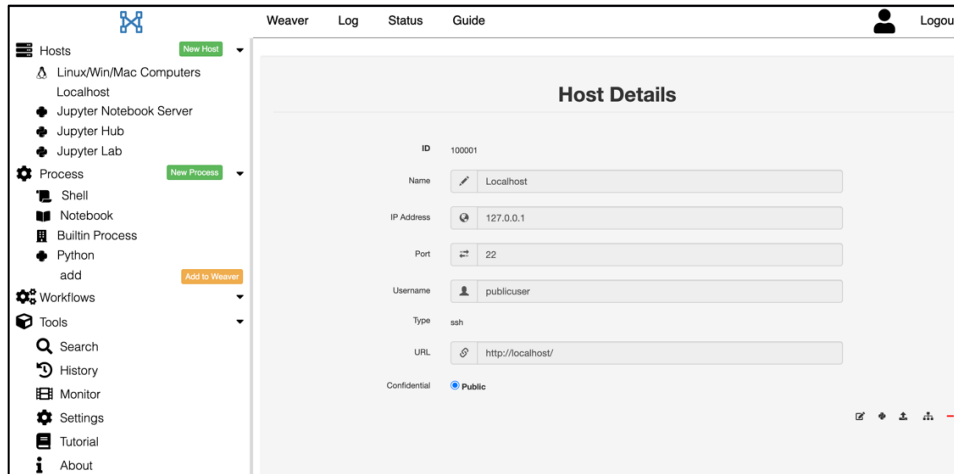 Weaver Log Status Guide Logou
Hosts New Host
Linux/Win/Mac Computers
Localhost
Jupyter Notebook Server
Jupyter Hub
Jupyter Lab
Process New Process
Shell
Notebook
Builtin Process
Python
add Add to Weaver
Workflows
Tools
Search
History
Monitor
Settings
Tutorial
About
Host Details
ID 100001
Name Localhost
IP Address 127.0.0.1
Port 22
Username publicuser
Type ssh
URL http://localhost/
Confidential Public